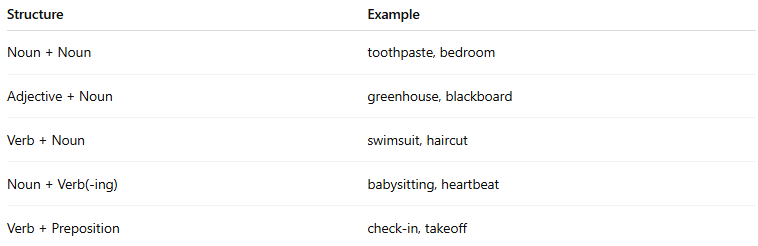 Structure Example
Noun + Noun toothpaste, bedroom
Adjective + Noun greenhouse, blackboard
Verb + Noun swimsuit, haircut
Noun + Verb(-ing) babysitting, heartbeat
Verb + Preposition check-in, takeoff